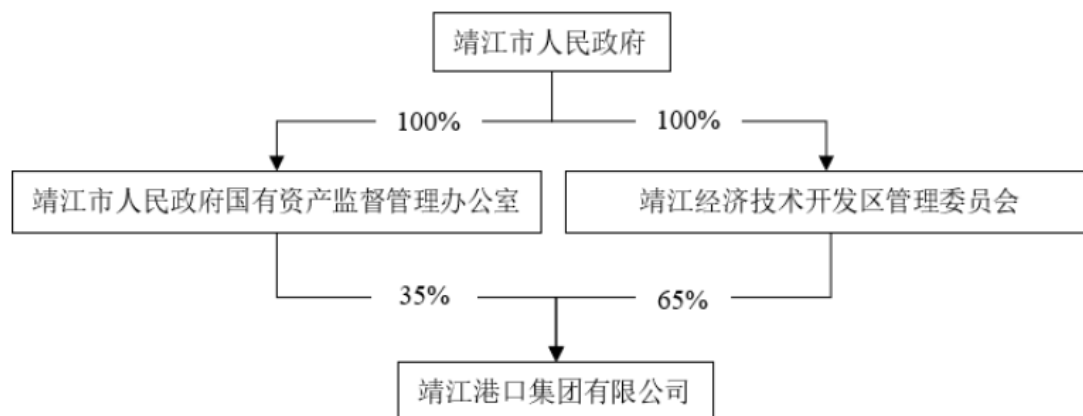 靖江市人民政府
100%
100%
靖江市人民政府国有资产监督管理办公室
靖江经济技术开发区管理委员会
35%
65%
靖江港口集团有限公司